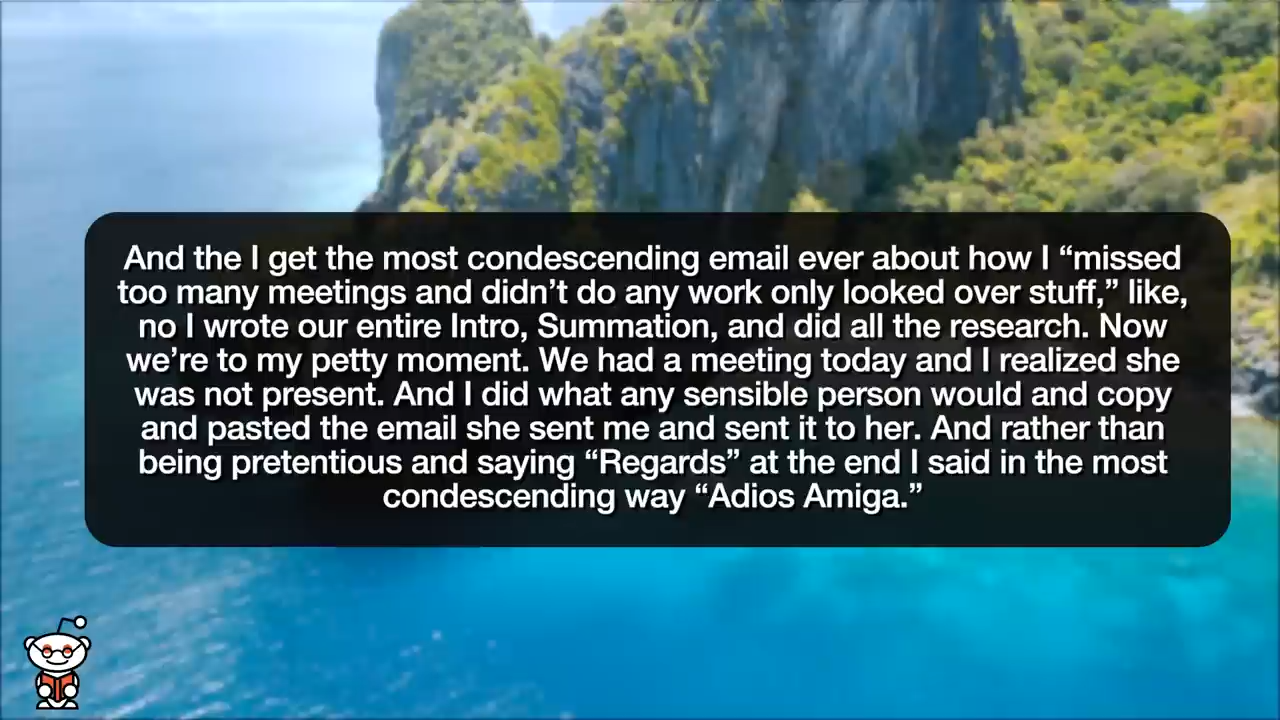 And the I get the most condescending email ever about how I “missed
too many meetings and didn’t do any work only looked over stuff,” like,
no I wrote our entire Intro, Summation, and did all the research. Now
we’re to my petty moment. We had a meeting today and I realized she
was not present. And I did what any sensible person would and copy
and pasted the email she sent me and sent it to her. And rather than
being pretentious and saying “Regards” at the end I said in the most
condescending way “Adios Amiga.”